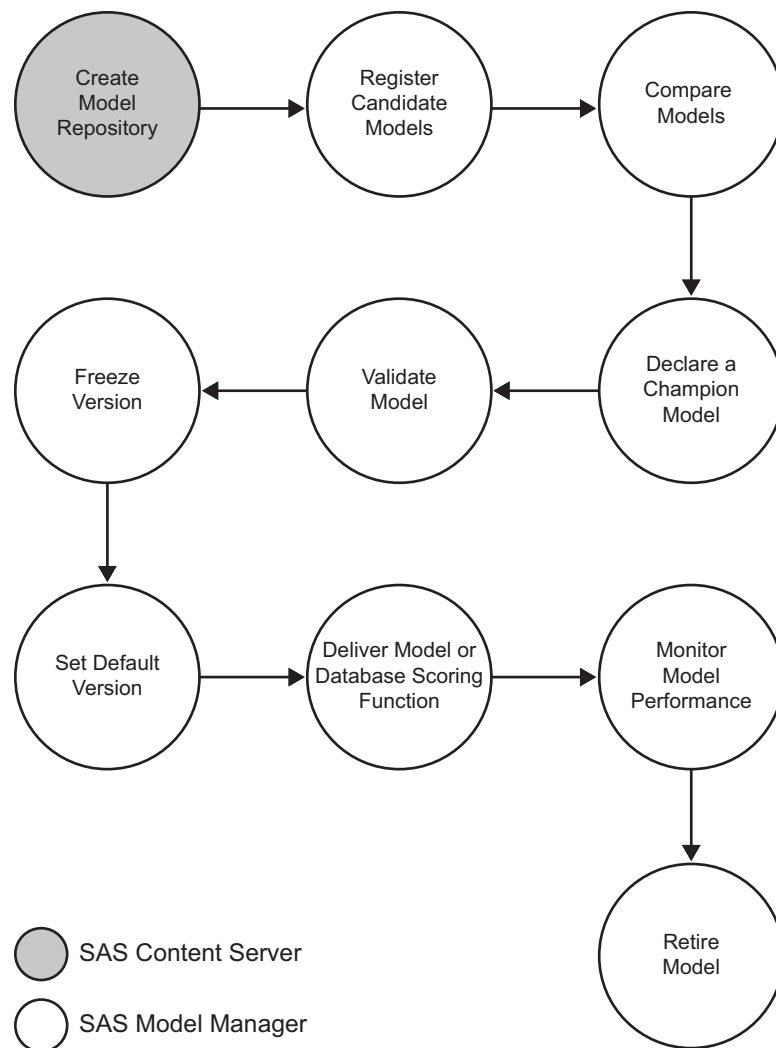 Create
Model
Repository
Register
Candidate
Models
Compare
Models
Declare a
Champion
Model
Validate
Model
Freeze
Version
Set Default
Version
Deliver Model or
Database Scoring
Function
Monitor
Model
Performance
Retire
Model
SAS Content Server
SAS Model Manager